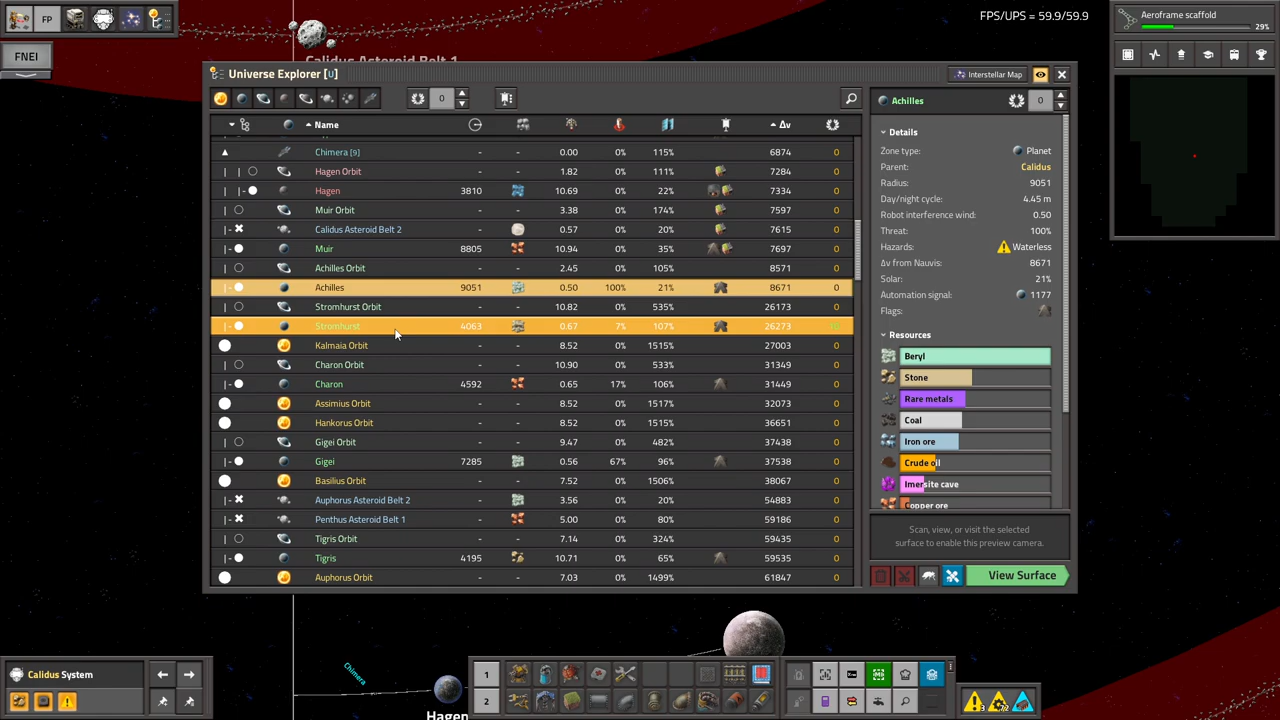 FP
FPS/UPS = 59.9/59.9
Aeroframe scaffold
29%
FNEI
Calidus Asteroid Belt 1
Universe Explorer [U]
Interstellar Map
0
Name
Δv
Chimera [9] 0.00 0% 115% 6874 0
Hagen Orbit - - 1.82 0% 111% 7284 0
Hagen 3810 10.69 0% 22% 7334 0
Muir Orbit - - 3.38 0% 174% 7597 0
Calidus Asteroid Belt 2 - 0.57 0% 20% 7615 0
Muir 8805 10.94 0% 35% 7697 0
Achilles Orbit - - 2.45 0% 105% 8571 0
Achilles 9051 0.50 100% 21% 8671 0
Stromhurst Orbit - - 10.82 0% 535% 26173 0
Stromhurst 4063 0.67 7% 107% 26273
Kalmaia Orbit - - 8.52 0% 1515% 27003 0
Charon Orbit - - 10.90 0% 533% 31349 0
Charon 4592 0.65 17% 106% 31449 0
Assimius Orbit - - 8.52 0% 1517% 32073 0
Hankorus Orbit - - 8.52 0% 1515% 36651 0
Gigei Orbit - - 9.47 0% 482% 37438 0
Gigei 7285 0.56 67% 96% 37538 0
Basilius Orbit - - 7.52 0% 1506% 38067 0
Auphorus Asteroid Belt 2 - 3.56 0% 20% 54883 0
Penthus Asteroid Belt 1 - 5.00 0% 80% 59186 0
Tigris Orbit - - 7.14 0% 324% 59435 0
Tigris 4195 10.71 0% 65% 59535 0
Auphorus Orbit - - 7.03 0% 1499% 61847 0
Achilles
0
Details
Zone type: Planet
Parent: Calidus
Radius: 9051
Day/night cycle: 4.45 m
Robot interference wind: 0.50
Threat: 100%
Hazards: Waterless
Δv from Nauvis: 8671
Solar: 21%
Automation signal: 1177
Flags:
Resources
Beryl
Stone
Rare metals
Coal
Iron ore
Crude oil
Imersite cave
Copper ore
Scan, view, or visit the selected
surface to enable this preview camera.
View Surface
Chimera
Hagen
Calidus System
1
2